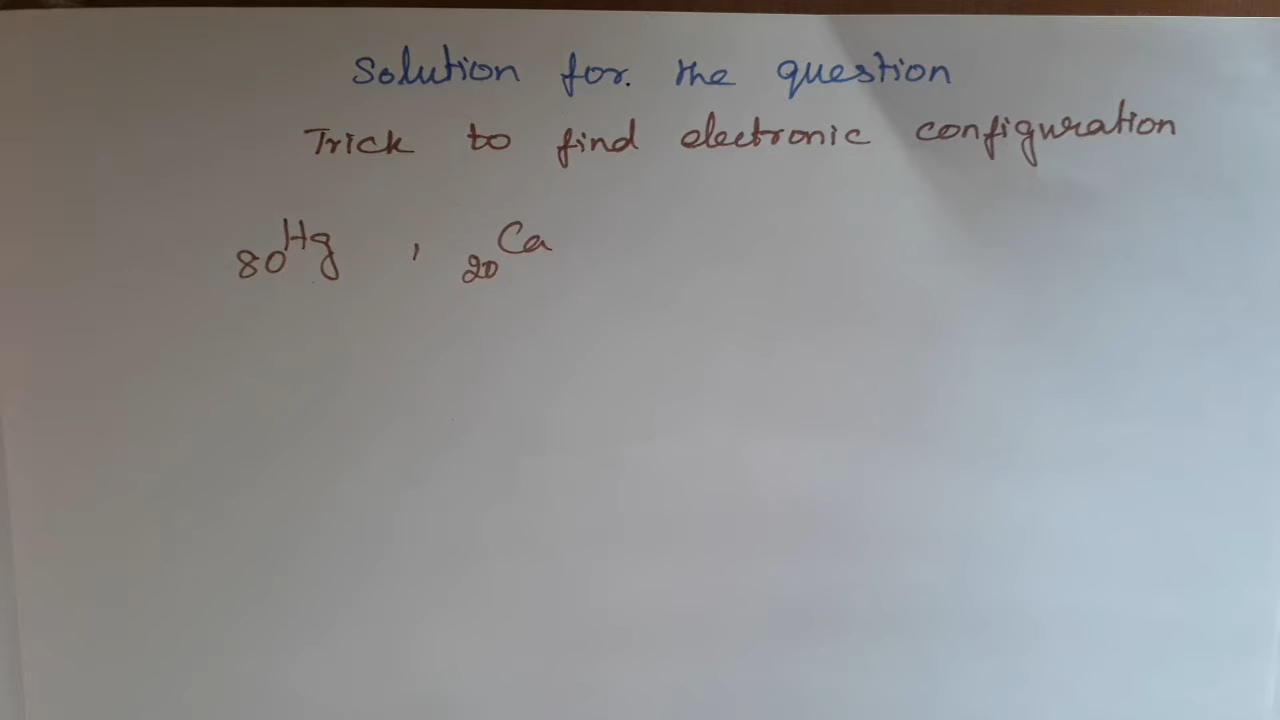 Solution for. the question
Trick to find electronic configuration
80Hg , 20Ca